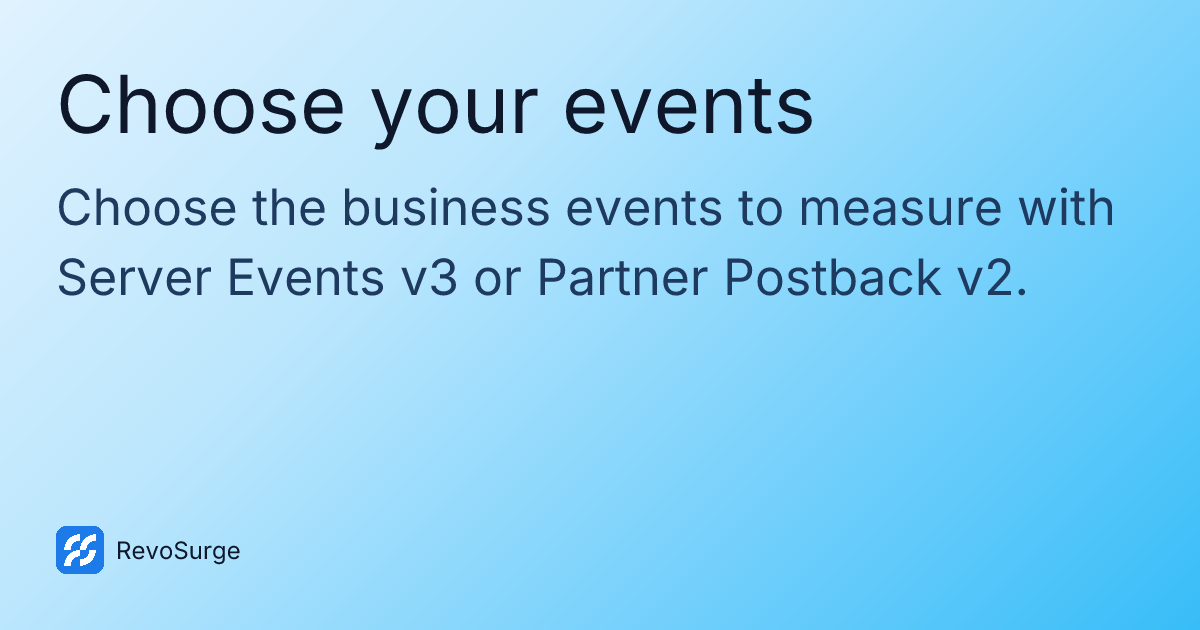 Choose your events
Choose the business events to measure with
Server Events v3 or Partner Postback v2.
RevoSurge